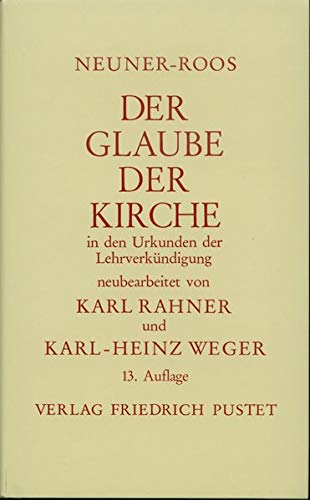 NEUNER-ROOS
DER
GLAUBE
DER
KIRCHE
in den Urkunden der
Lehrverkündigung
neubearbeitet von
KARL RAHNER
und
KARL-HEINZ WEGER
13. Auflage
VERLAG FRIEDRICH PUSTET